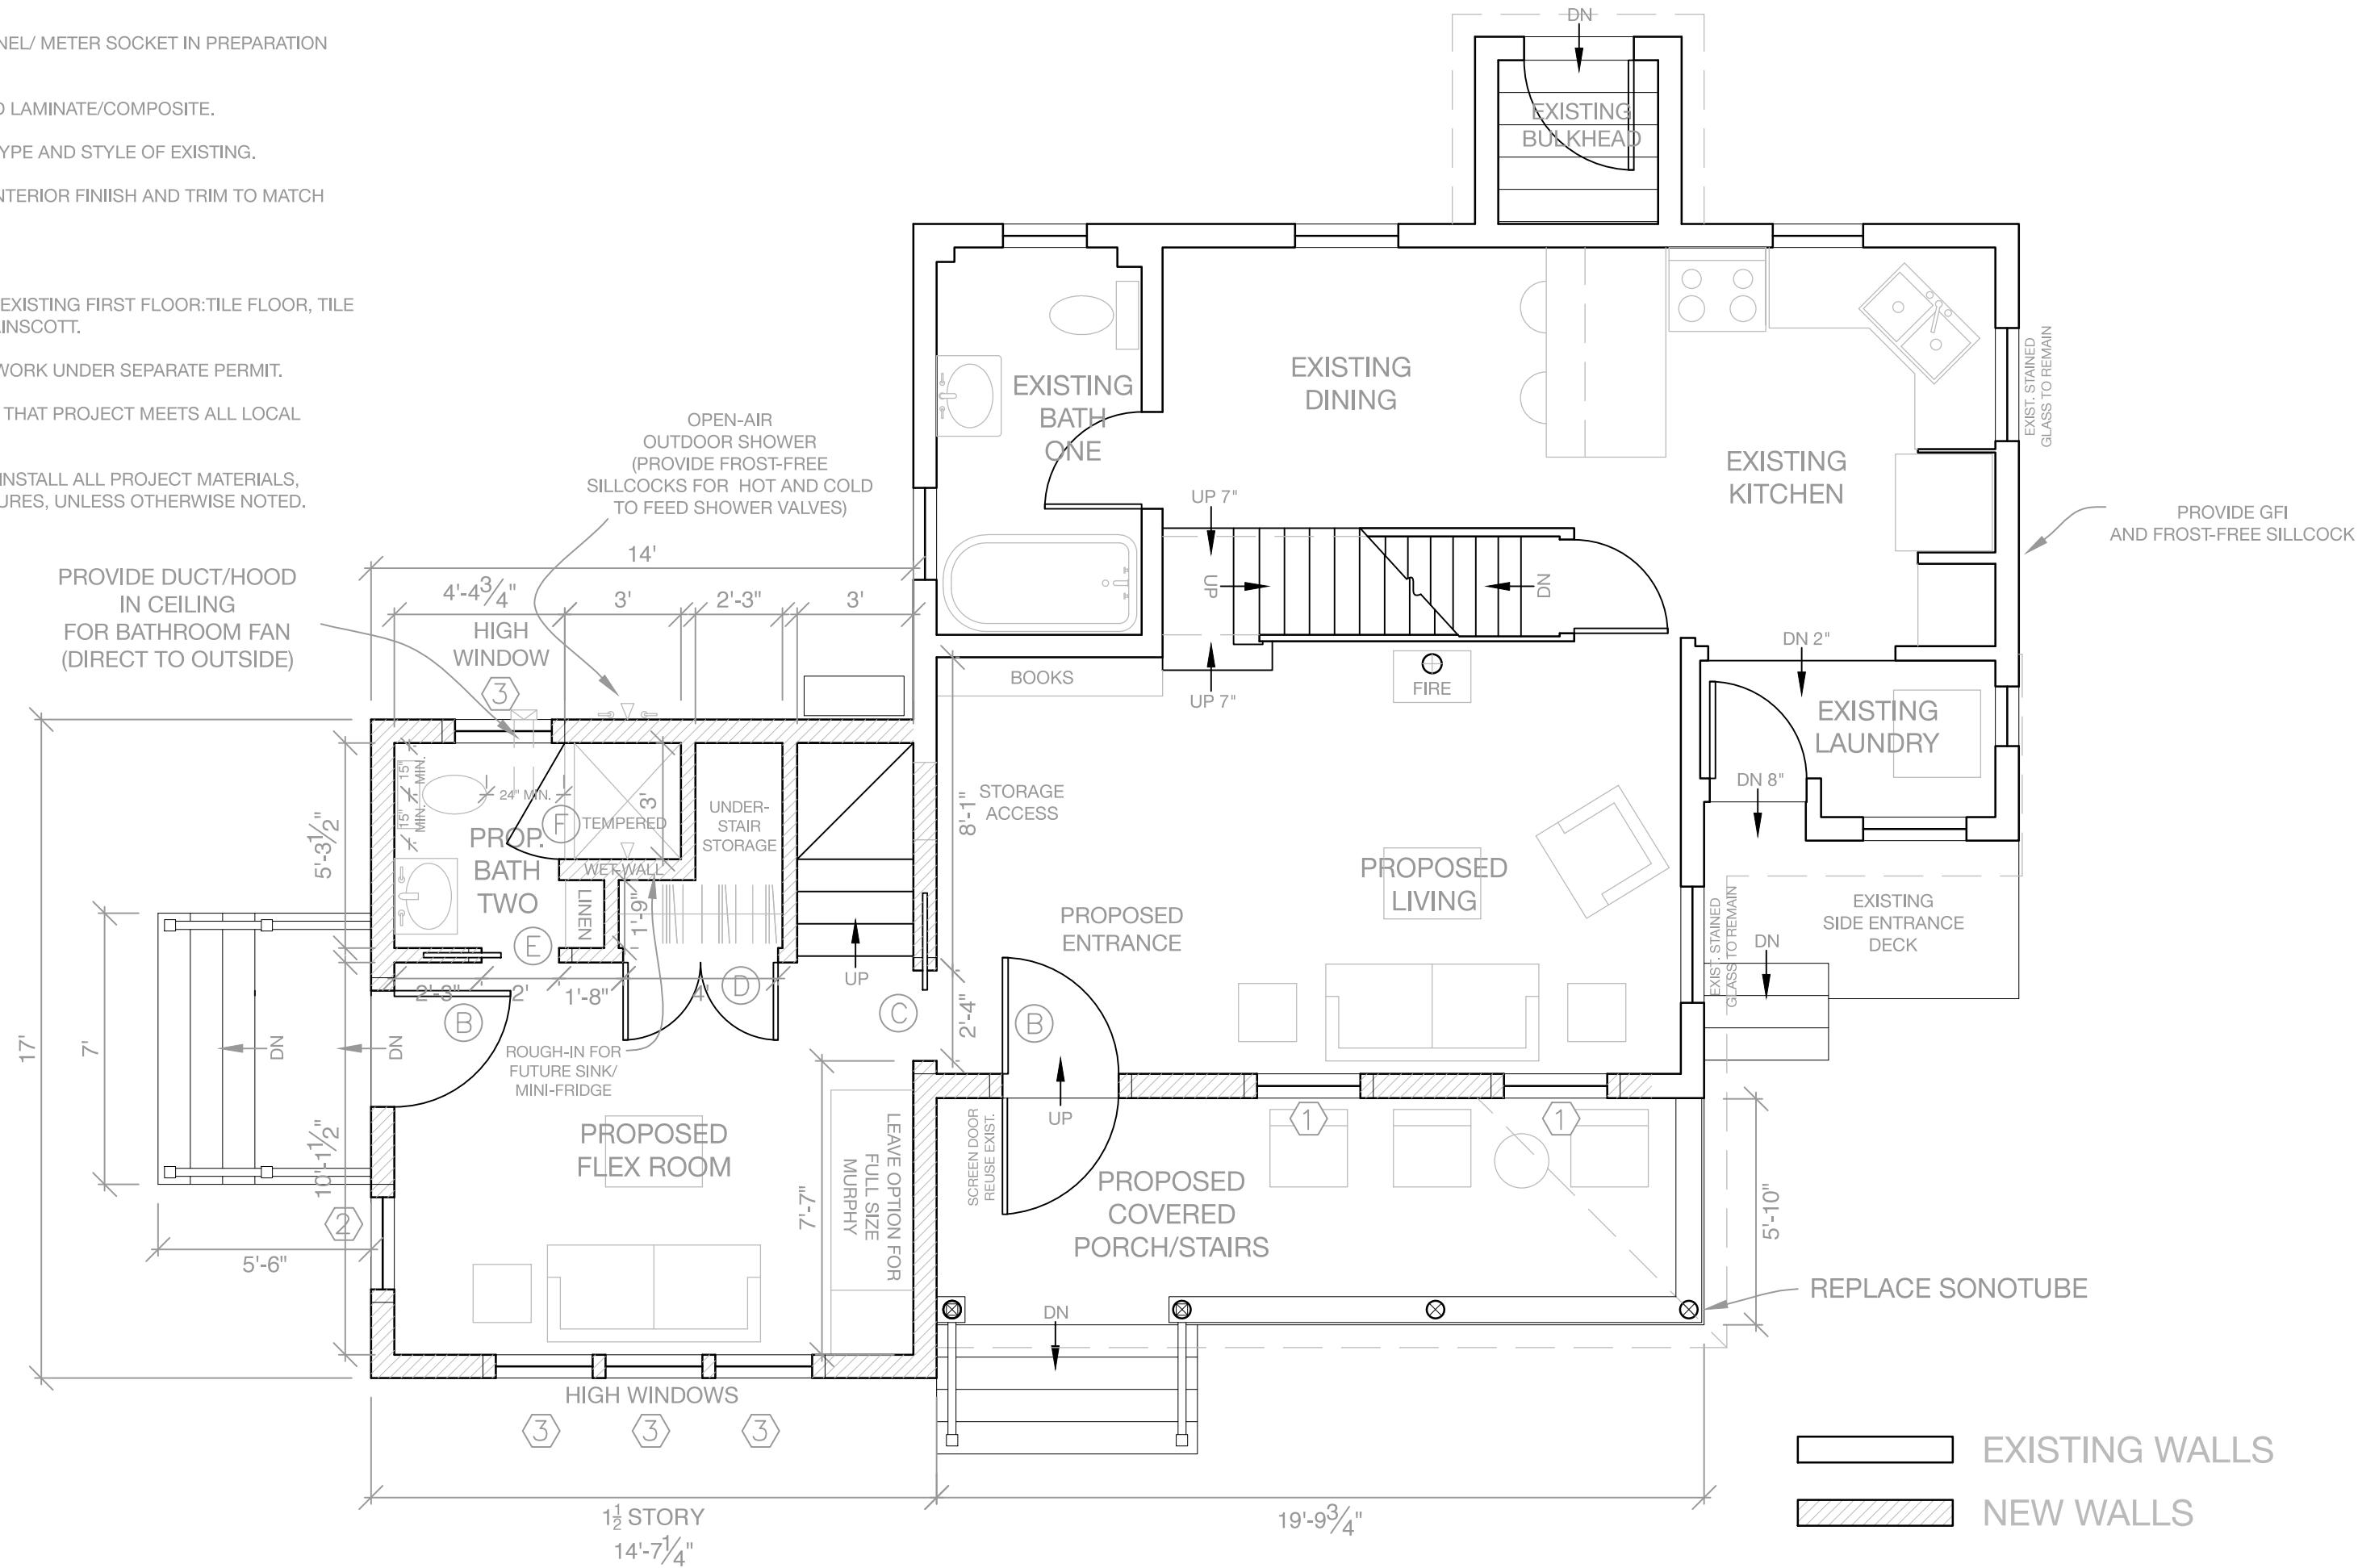 NEL/ METER SOCKET IN PREPARATION
LAMINATE/COMPOSITE.
YPE AND STYLE OF EXISTING.
NTERIOR FINIISH AND TRIM TO MATCH
EXISTING FIRST FLOOR:TILE FLOOR, TILE
AINSCOTT.
WORK UNDER SEPARATE PERMIT.
THAT PROJECT MEETS ALL LOCAL
INSTALL ALL PROJECT MATERIALS,
URES, UNLESS OTHERWISE NOTED.
DN
EXISTING
BULKHEAD
OPEN-AIR
OUTDOOR SHOWER
(PROVIDE FROST-FREE
SILLCOCKS FOR HOT AND COLD
TO FEED SHOWER VALVES)
EXISTING
BATH
ONE
EXISTING
DINING
EXISTING
KITCHEN
EXIST. STAINED
GLASS TO REMAIN
PROVIDE GFI
AND FROST-FREE SILLCOCK
UP 7"
UP
DN
UP 7"
PROVIDE DUCT/HOOD
IN CEILING
FOR BATHROOM FAN
(DIRECT TO OUTSIDE)
14'
4'-4 3/4"
3'
2'-3"
3'
HIGH
WINDOW
3
BOOKS
FIRE
DN 2"
EXISTING
LAUNDRY
DN 8"
15"
MIN.
15"
MIN.
24" MIN.
F
TEMPERED
3'
UNDER-
STAIR
STORAGE
8'-1"
STORAGE
ACCESS
5'-3 1/2"
PROP.
BATH
TWO
WET-WALL
LINEN
1'-9"
E
PROPOSED
LIVING
PROPOSED
ENTRANCE
EXIST. STAINED
GLASS TO REMAIN
EXISTING
SIDE ENTRANCE
DECK
DN
2'-3"
2'
1'-8"
4'
D
UP
B
C
2'-4"
B
17'
7'
DN
DN
ROUGH-IN FOR
FUTURE SINK/
MINI-FRIDGE
UP
10'-1 1/2"
PROPOSED
FLEX ROOM
LEAVE OPTION FOR
FULL SIZE
MURPHY
7'-7"
SCREEN DOOR
REUSE EXIST.
1
1
PROPOSED
COVERED
PORCH/STAIRS
5'-10"
2
5'-6"
REPLACE SONOTUBE
DN
HIGH WINDOWS
3
3
3
1 1/2 STORY
14'-7 1/4"
19'-9 3/4"
EXISTING WALLS
NEW WALLS